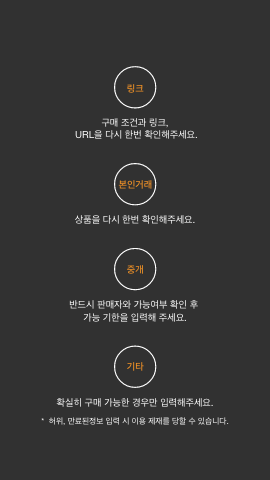 링크
구매 조건과 링크,
URL을 다시 한번 확인해주세요.
본인거래
상품을 다시 한번 확인해주세요.
중개
반드시 판매자와 가능여부 확인 후
가능 기한을 입력해 주세요.
기타
확실히 구매 가능한 경우만 입력해주세요.
* 허위, 만료된정보 입력 시 이용 제재를 당할 수 있습니다.